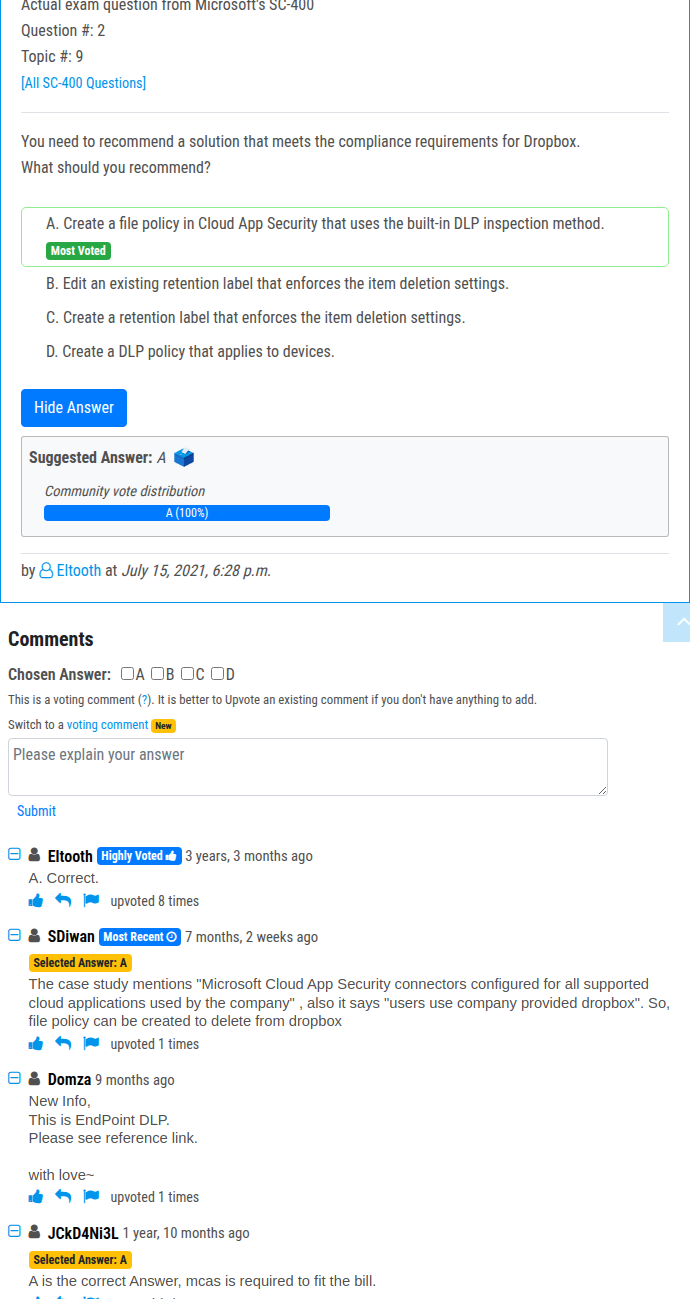 Actual exam question from Microsoft's SC-400
Question #: 2
Topic #: 9
[All SC-400 Questions]
You need to recommend a solution that meets the compliance requirements for Dropbox.
What should you recommend?
A. Create a file policy in Cloud App Security that uses the built-in DLP inspection method.
Most Voted
B. Edit an existing retention label that enforces the item deletion settings.
C. Create a retention label that enforces the item deletion settings.
D. Create a DLP policy that applies to devices.
Hide Answer
Suggested Answer: A
Community vote distribution
A (100%)
by Eltooth at July 15, 2021, 6:28 p.m.
Comments
Chosen Answer: A B C D
This is a voting comment (?). It is better to Upvote an existing comment if you don't have anything to add.
Switch to a voting comment New
Please explain your answer
Submit
Eltooth Highly Voted 3 years, 3 months ago
A. Correct.
upvoted 8 times
SDiwan Most Recent 7 months, 2 weeks ago
Selected Answer: A
The case study mentions "Microsoft Cloud App Security connectors configured for all supported
cloud applications used by the company" , also it says "users use company provided dropbox". So,
file policy can be created to delete from dropbox
upvoted 1 times
Domza 9 months ago
New Info,
This is EndPoint DLP.
Please see reference link.
with love~
upvoted 1 times
JCkD4Ni3L 1 year, 10 months ago
Selected Answer: A
A is the correct Answer, mcas is required to fit the bill.